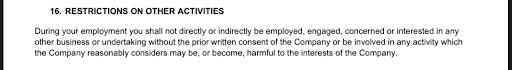 16. RESTRICTIONS ON OTHER ACTIVITIES
During your employment you shall not directly or indirectly be employed, engaged, concerned or interested in any
other business or undertaking without the prior written consent of the Company or be involved in any activity which
the Company reasonably considers may be, or become, harmful to the interests of the Company.